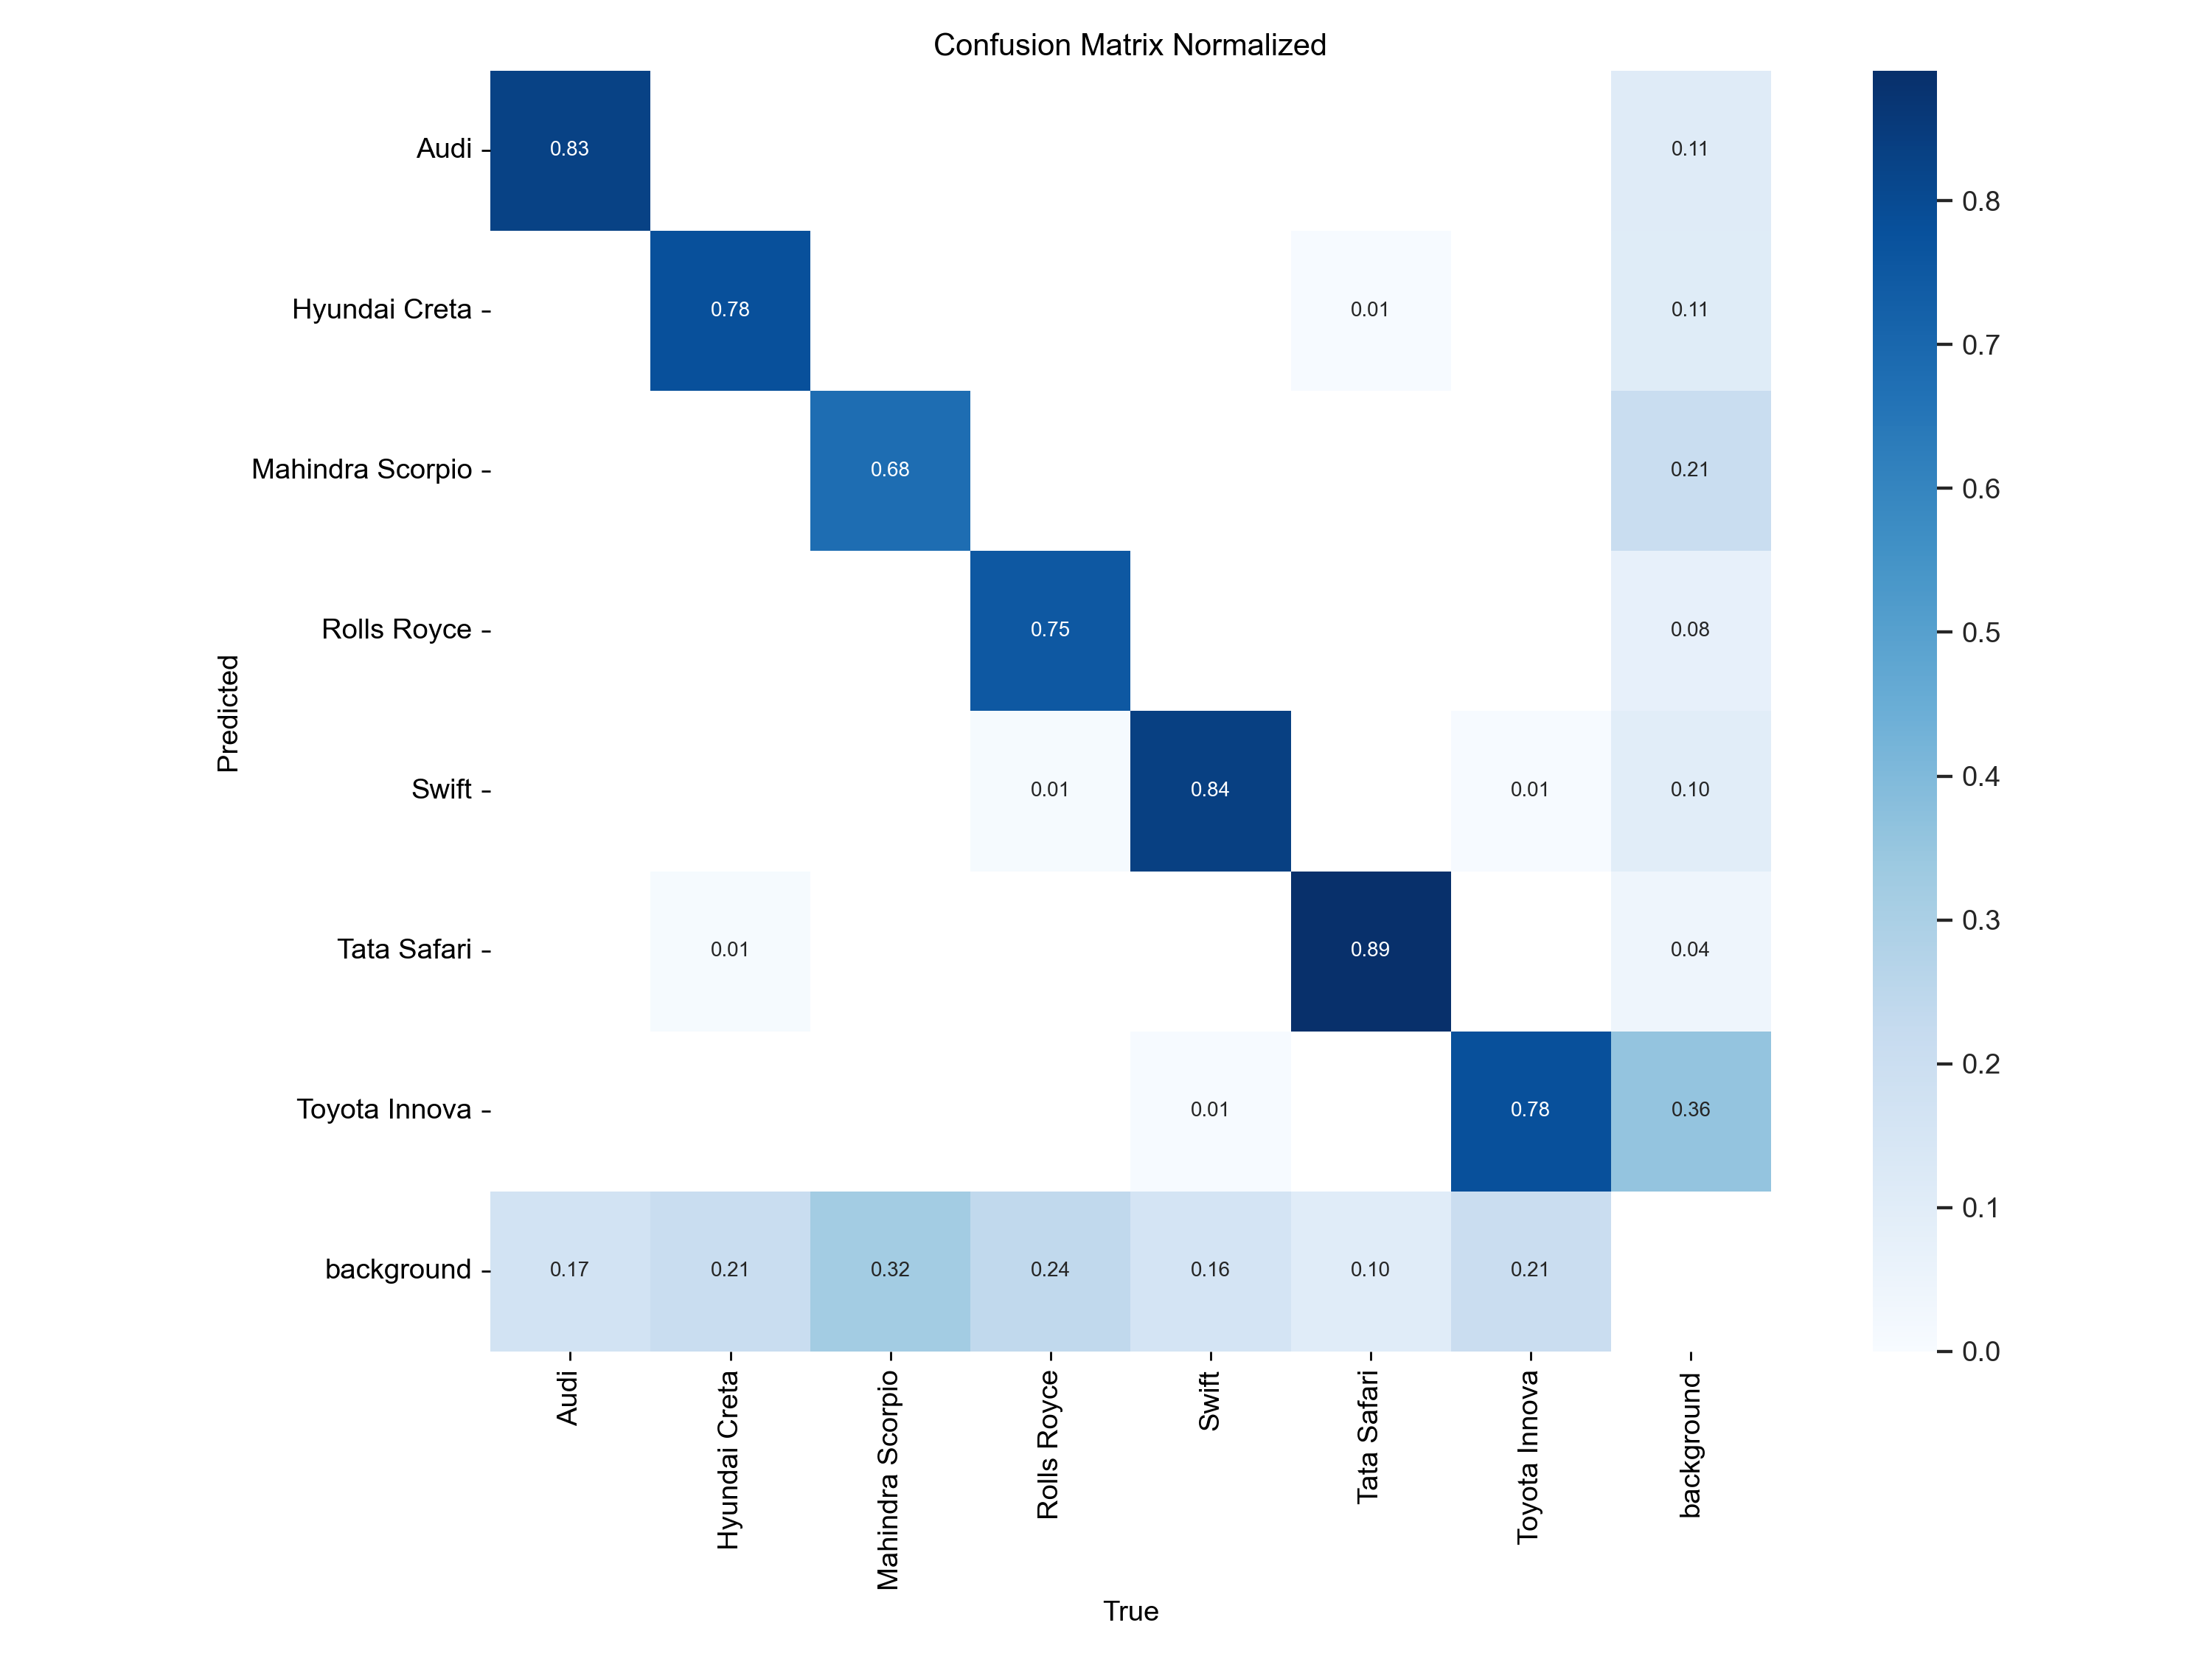 Confusion Matrix Normalized
Audi
0.83
0.11
0.8
Hyundai Creta
0.78
0.01
0.11
0.7
Mahindra Scorpio
0.68
0.21
0.6
Rolls Royce
0.75
0.08
0.5
Predicted
Swift
0.01
0.84
0.01
0.10
0.4
Tata Safari
0.01
0.89
0.04
0.3
Toyota Innova
0.01
0.78
0.36
0.2
background
0.17
0.21
0.32
0.24
0.16
0.10
0.21
0.1
0.0
Audi
Hyundai Creta
Mahindra Scorpio
Rolls Royce
Swift
Tata Safari
Toyota Innova
background
True